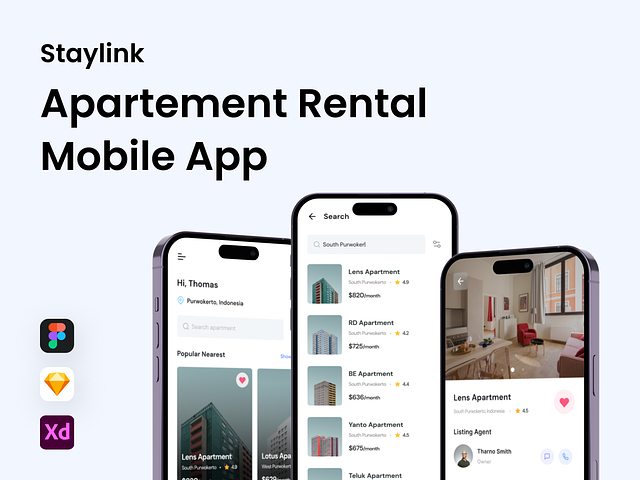 Staylink
Apartement Rental
Mobile App
Xd
Hi, Thomas
Purwokerto, Indonesia
Search apartment
Popular Nearest
Show
Lens Apartment
South Purwokerto
4.9
Lotus Apa
West Purwokert
Search
South Purwokert
Lens Apartment
South Purwokerto
4.9
$820/month
RD Apartment
South Purwokerto
4.2
$725/month
BE Apartment
South Purwokerto
4.4
$636/month
Yanto Apartment
South Purwokerto
4.5
$675/month
Teluk Apartment
Lens Apartment
South Purwokerto, Indonesia
4.5
Listing Agent
Tharno Smith
Owner